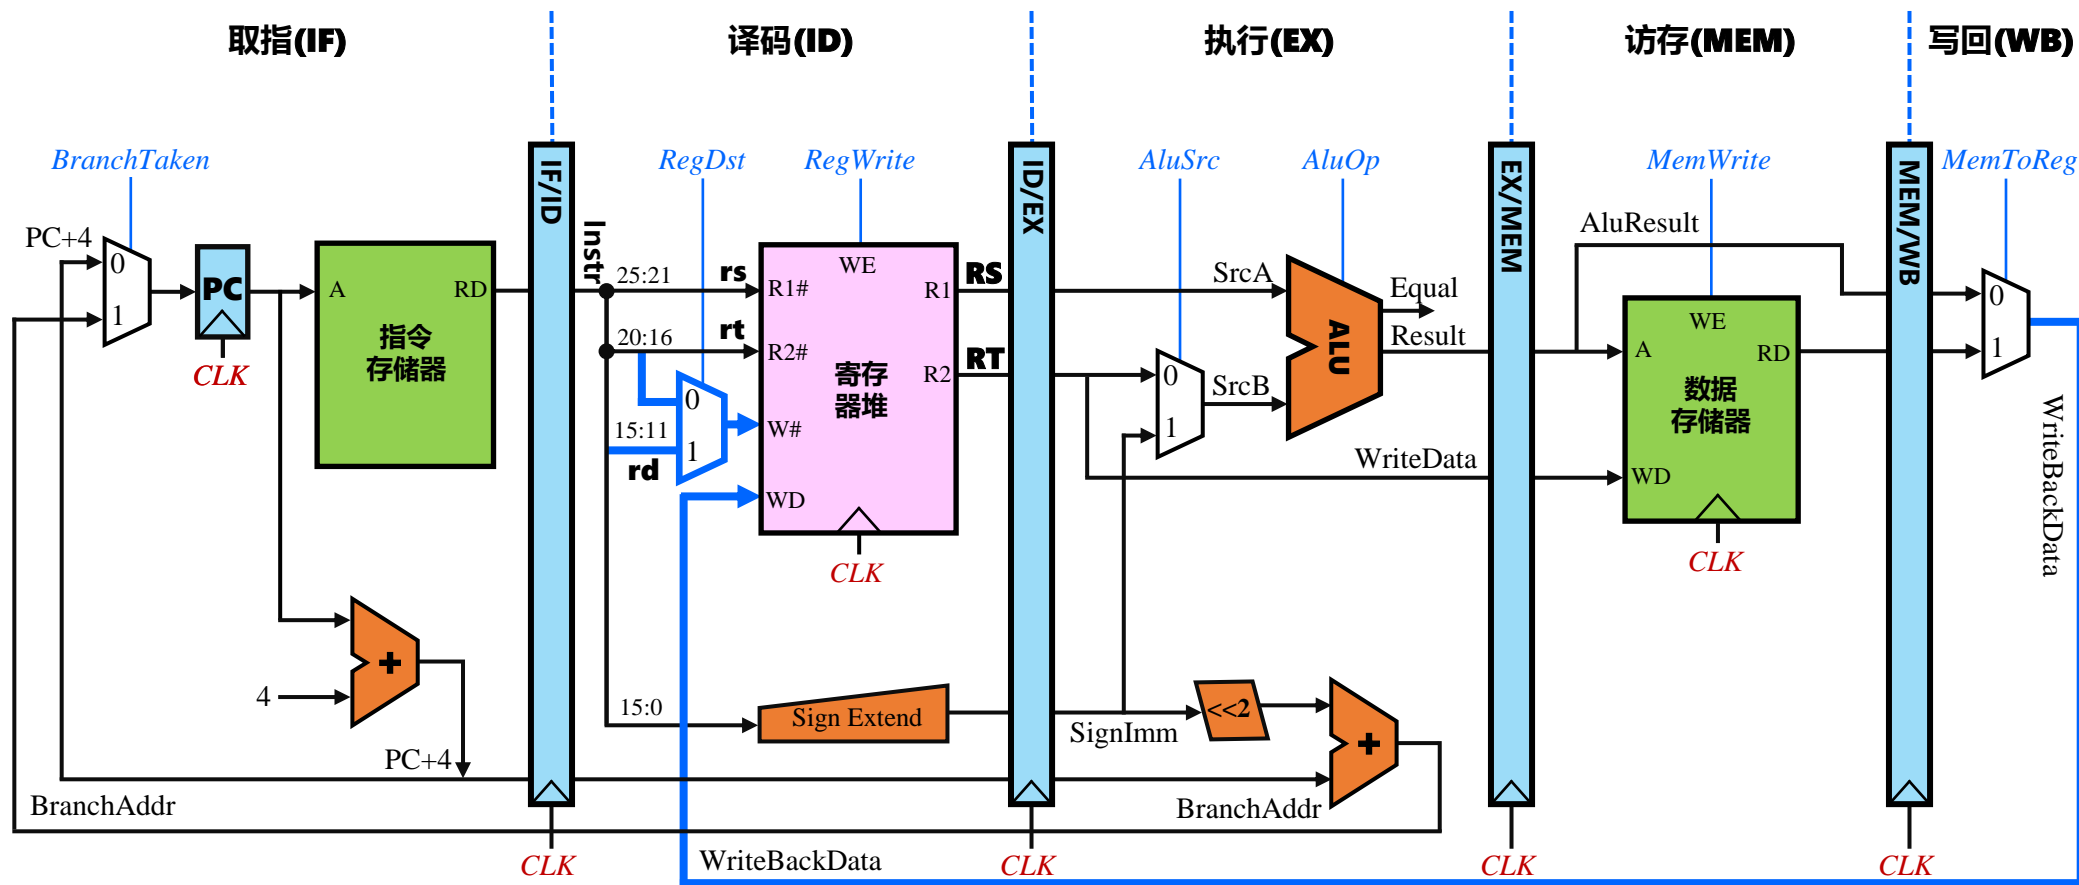 取指(IF)
译码(ID)
执行(EX)
访存(MEM)
写回(WB)
BranchTaken
RegDst
RegWrite
AluSrc
AluOp
MemWrite
MemToReg
IF/ID
ID/EX
EX/MEM
MEM/WB
PC+4
0
1
PC
CLK
A
RD
指令
存储器
Instr
25:21
rs
20:16
rt
0
15:11
1
rd
WE
R1#
R1
R2#
R2
寄存
器堆
W#
WD
CLK
RS
RT
SrcA
0
SrcB
1
ALU
Equal
Result
WriteData
AluResult
WE
A
RD
数据
存储器
WD
CLK
0
1
WriteBackData
4
+
PC+4
15:0
Sign Extend
SignImm
<<2
+
BranchAddr
BranchAddr
WriteBackData
CLK
CLK
CLK
CLK